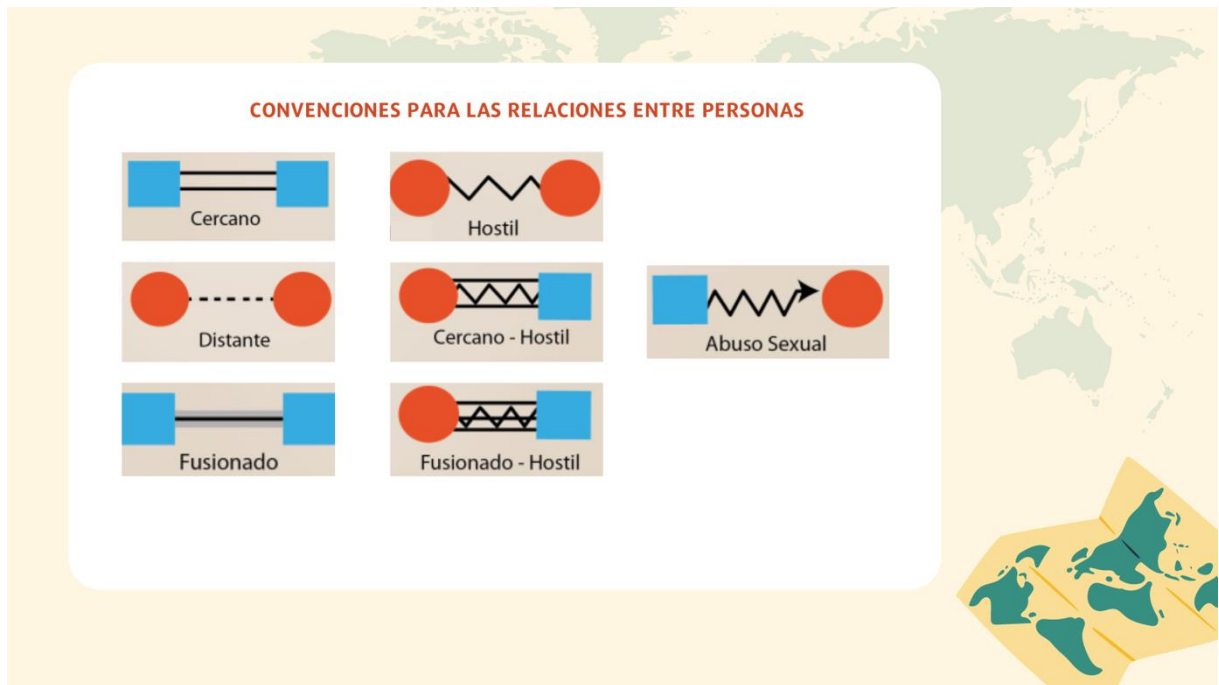 CONVENCIONES PARA LAS RELACIONES ENTRE PERSONAS
Cercano
Hostil
Distante
Cercano - Hostil
Abuso Sexual
Fusionado
Fusionado - Hostil